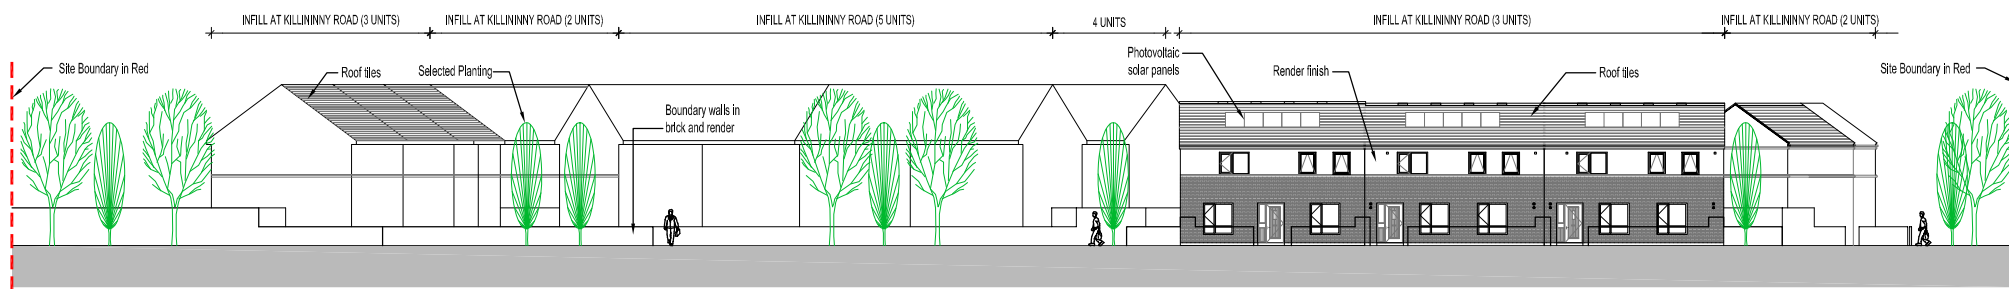 INFILL AT KILLININNY ROAD (3 UNITS)
INFILL AT KILLININNY ROAD (2 UNITS)
INFILL AT KILLININNY ROAD (5 UNITS)
4 UNITS
INFILL AT KILLININNY ROAD (3 UNITS)
INFILL AT KILLININNY ROAD (2 UNITS)
Site Boundary in Red
Roof tiles
Selected Planting
Boundary walls in
brick and render
Photovoltaic
solar panels
Render finish
Roof tiles
Site Boundary in Red